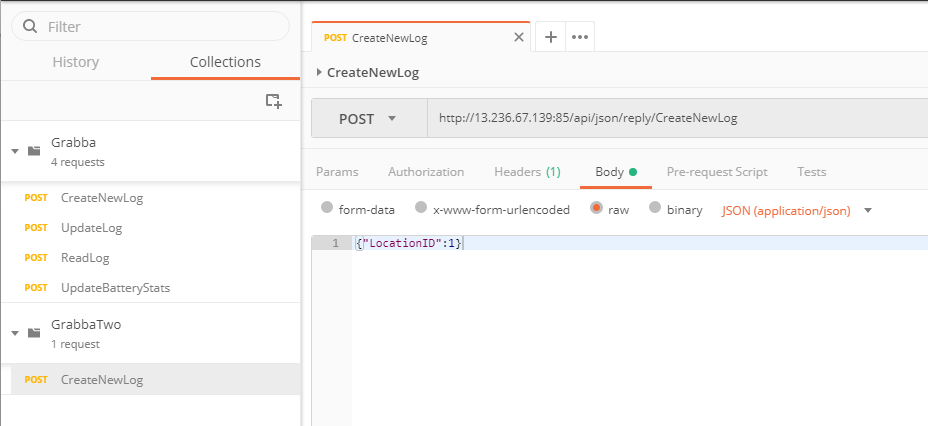 Filter
History Collections
Grabba
4 requests
POST CreateNewLog
POST UpdateLog
POST ReadLog
POST UpdateBatteryStats
GrabbaTwo
1 request
POST CreateNewLog
POST CreateNewLog
CreateNewLog
POST http://13.236.67.139:85/api/json/reply/CreateNewLog
Params Authorization Headers (1) Body Pre-request Script Tests
form-data x-www-form-urlencoded raw binary JSON (application/json)
1 {"LocationID":1}